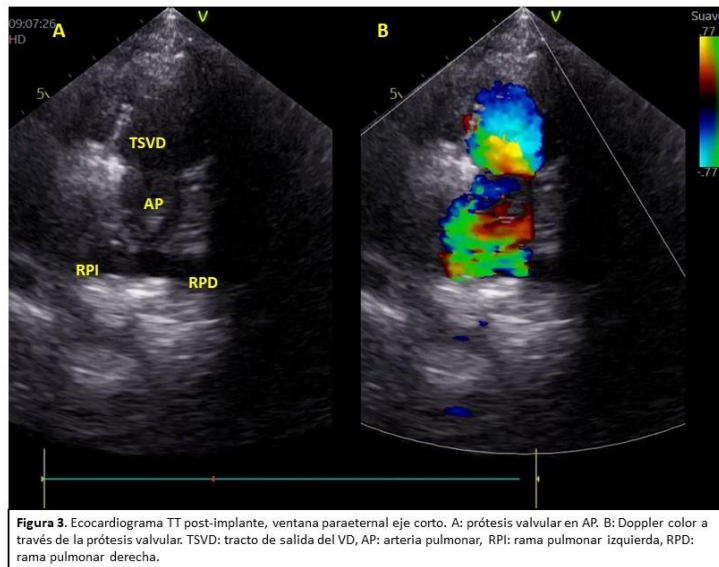 09:07:26
HD
A
V
5
TSVD
AP
RPI
RPD
B
V
5
Suave
.77
-.77
Figura 3. Ecocardiograma TT post-implante, ventana paraeternal eje corto. A: prótesis valvular en AP. B: Doppler color a
través de la prótesis valvular. TSVD: tracto de salida del VD, AP: arteria pulmonar, RPI: rama pulmonar izquierda, RPD:
rama pulmonar derecha.